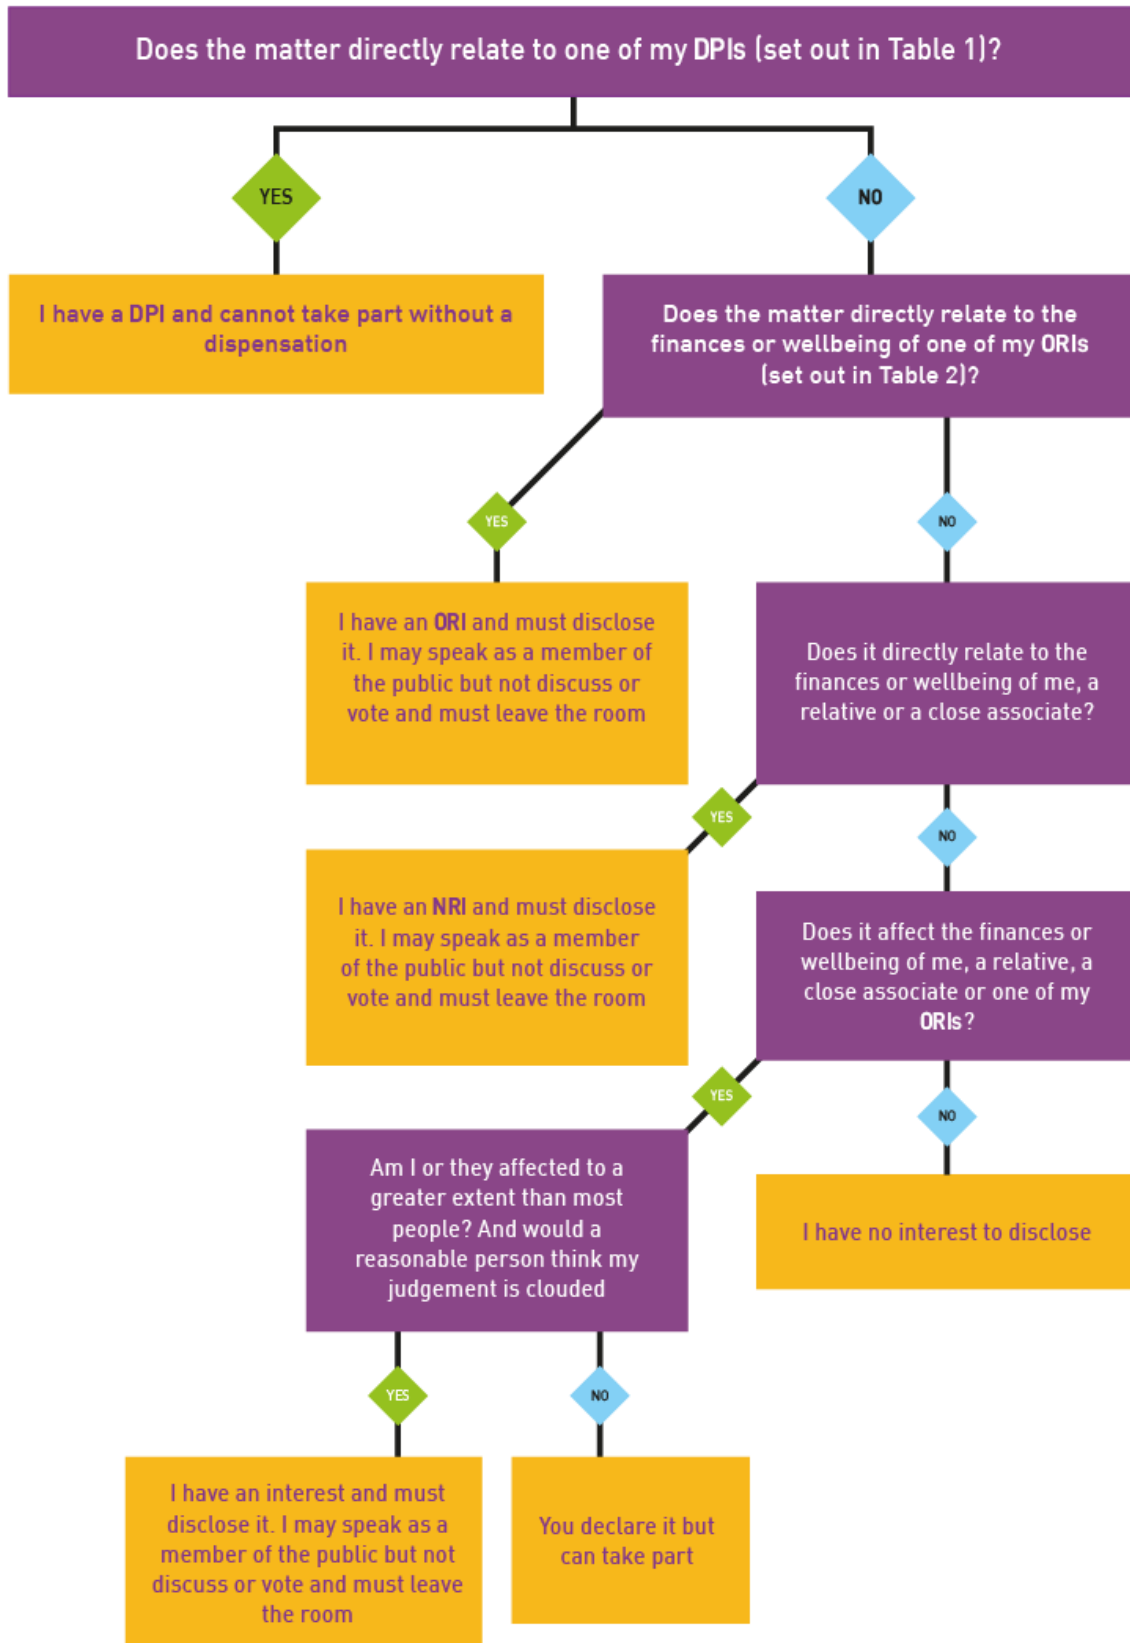 Does the matter directly relate to one of my DPIs (set out in Table 1)?
YES
NO
I have a DPI and cannot take part without a
dispensation
Does the matter directly relate to the
finances or wellbeing of one of my ORIs
(set out in Table 2)?
YES
NO
I have an ORI and must disclose
it. I may speak as a member of
the public but not discuss or
vote and must leave the room
Does it directly relate to the
finances or wellbeing of me, a
relative or a close associate?
YES
NO
I have an NRI and must disclose
it. I may speak as a member
of the public but not discuss or
vote and must leave the room
Does it affect the finances or
wellbeing of me, a relative, a
close associate or one of my
ORIs?
YES
NO
Am I or they affected to a
greater extent than most
people? And would a
reasonable person think my
judgement is clouded
I have no interest to disclose
YES
NO
I have an interest and must
disclose it. I may speak as a
member of the public but not
discuss or vote and must leave
the room
You declare it but
can take part